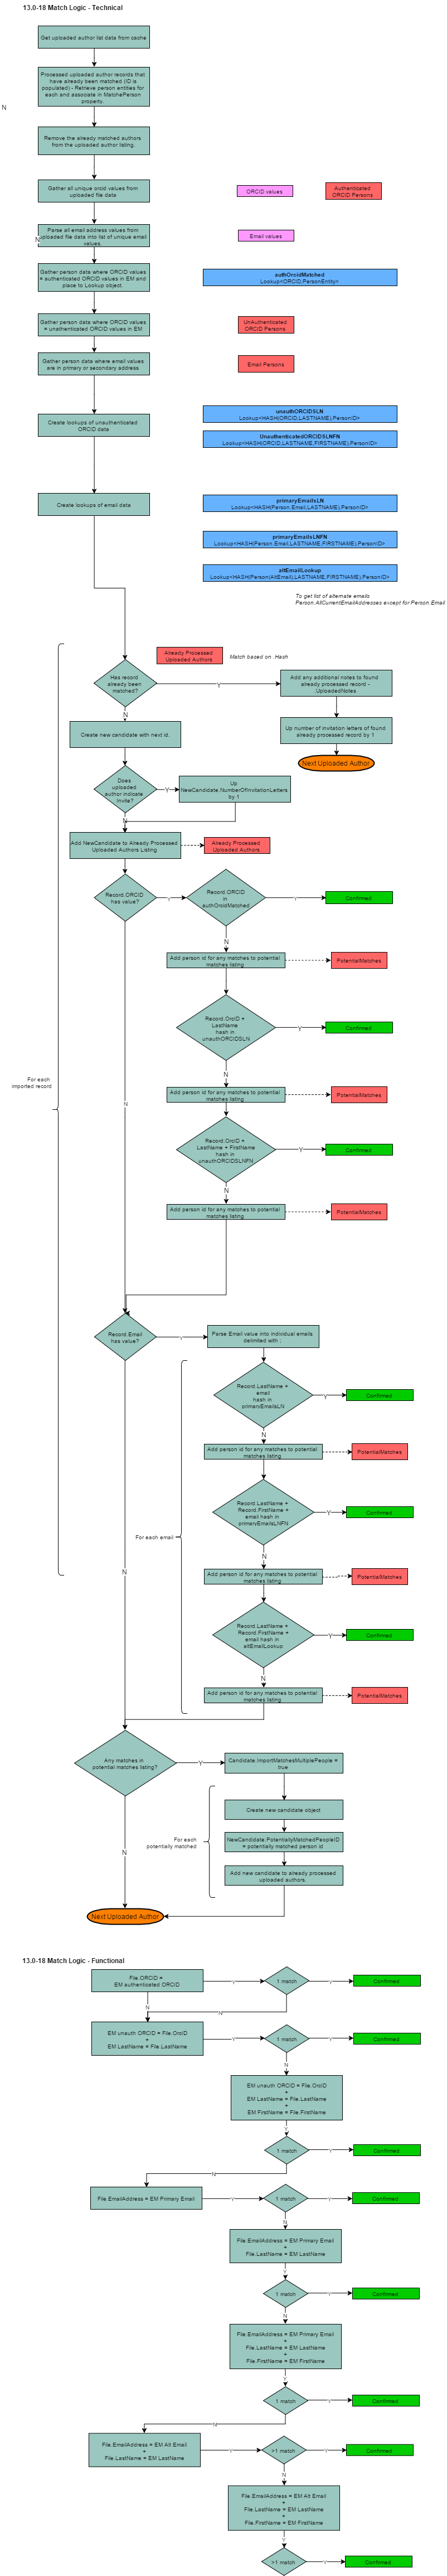 13.0-18 Match Logic - Technical
Get uploaded author list data from cache
Processed uploaded author records that
have already been matched (ID is
populated) - Retrieve person entities for
each and associate in MatchePerson
property.
N
Remove the already matched authors
from the uploaded author listing.
Gather all unique orcid values from
uploaded file data
ORCID values
Authenticated
ORCID Persons
Parse all email address values from
uploaded file data into list of unique email
values.
N
Email values
Gather person data where ORCID values
= authenticated ORCID values in EM and
place to Lookup object.
authOrcidMatched
Lookup<ORCID,PersonEntity>
Gather person data where ORCID values
= unathenticated ORCID values in EM
UnAuthenticated
ORCID Persons
Gather person data where email values
are in primary or secondary address
Email Persons
Create lookups of unauthenticated
ORCID data
unauthORCIDSLN
Lookup<HASH(ORCID,LASTNAME),PersonID>
UnauthenticatedORCIDSLNFN
Lookup<HASH(ORCID,LASTNAME,FIRSTNAME),PersonID>
Create lookups of email data
primaryEmailsLN
Lookup<HASH(Person.Email,LASTNAME),PersonID>
primaryEmailsLNFN
Lookup<HASH(Person.Email,LASTNAME,FIRSTNAME),PersonID>
altEmailLookup
Lookup<HASH(Person(AltEmail),LASTNAME,FIRSTNAME),PersonID>
To get list of alternate emails
Person.AltCurrentEmailAddresses except for Person.Email
Has record
already been
matched?
Already Processed
Uploaded Authors
Match based on .Hash
Y
Add any additional notes to found
already processed record -
.UploadedNotes
N
Create new candidate with next id.
Up number of invitation letters of found
already processed record by 1
Next Uploaded Author
Does
uploaded
author indicate
Invite?
Y
Up
NewCandidate.NumberOfInvitationLetters
by 1
N
Add NewCandidate to Already Processed
Uploaded Authors Listing
Already Processed
Uploaded Authors
Record.ORCID
has value?
Y
Record.ORCID
in
authOrcidMatched
Y
Confirmed
N
Add person id for any matches to potential
matches listing
PotentialMatches
Record.OrcID +
LastName
hash in
unauthORCIDSLN
Y
Confirmed
N
For each
imported record
Add person id for any matches to potential
matches listing
PotentialMatches
N
Record.OrcID +
LastName + FirstName
hash in
unauthORCIDSLNFN
Y
Confirmed
N
Add person id for any matches to potential
matches listing
PotentialMatches
Record.Email
has value?
Y
Parse Email value into individual emails
delimited with ;
Record.LastName +
email
hash in
primaryEmailsLN
Y
Confirmed
N
Add person id for any matches to potential
matches listing
PotentialMatches
Record.LastName +
Record.FirstName +
email hash in
primaryEmailsLNFN
Y
Confirmed
For each email
N
N
Add person id for any matches to potential
matches listing
PotentialMatches
Record.LastName +
Record.FirstName +
email hash in
altEmailLookup
Y
Confirmed
N
Add person id for any matches to potential
matches listing
PotentialMatches
Any matches in
potential matches listing?
Y
Candidate.ImportMatchesMultiplePeople =
true
Create new candidate object
For each
potentially matched
N
NewCandidate.PotentiallyMatchedPeopleID
= potentially matched person id
Add new candidate to already processed
uploaded authors.
Next Uploaded Author
13.0-18 Match Logic - Functional
File.ORCID =
EM authenticated ORCID
Y
1 match
Y
Confirmed
N
N
EM unauth ORCID = File.OrcID
+
EM LastName = File.LastName
Y
1 match
Y
Confirmed
N
EM unauth ORCID = File.OrcID
+
EM LastName = File.LastName
+
EM FirstName = File.FirstName
Y
1 match
Y
Confirmed
N
File.EmailAddress = EM Primary Email
Y
1 match
Y
Confirmed
N
File.EmailAddress = EM Primary Email
+
File.LastName = EM LastName
Y
1 match
Y
Confirmed
N
File.EmailAddress = EM Primary Email
+
File.LastName = EM LastName
+
File.FirstName = EM FirstName
Y
1 match
Y
Confirmed
N
File.EmailAddress = EM Alt Email
+
File.LastName = EM LastName
Y
>1 match
Y
Confirmed
N
File.EmailAddress = EM Alt Email
+
File.LastName = EM LastName
+
File.FirstName = EM FirstName
Y
>1 match
Y
Confirmed